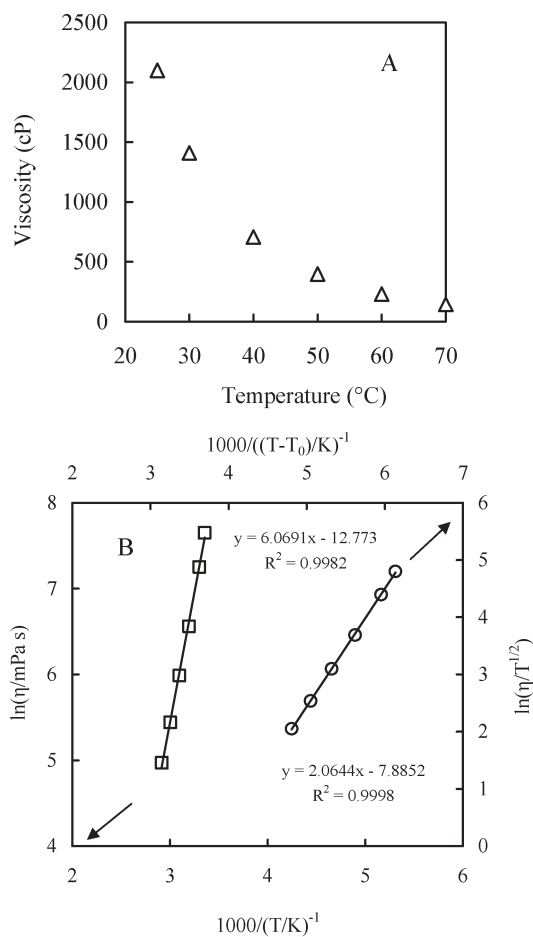 2500
A
2000
1500
1000
500
0
Viscosity (cP)
20 30 40 50 60 70
Temperature (°C)
1000/((T-T₀)/K)⁻¹
2 3 4 5 6 7
8 6
B
y = 6.0691x - 12.773
R² = 0.9982
5
7
4
ln(η/mPa s)
6 3
ln(η/T¹ᐟ²)
2
5
y = 2.0644x - 7.8852
R² = 0.9998
1
4 0
2 3 4 5 6
1000/(T/K)⁻¹